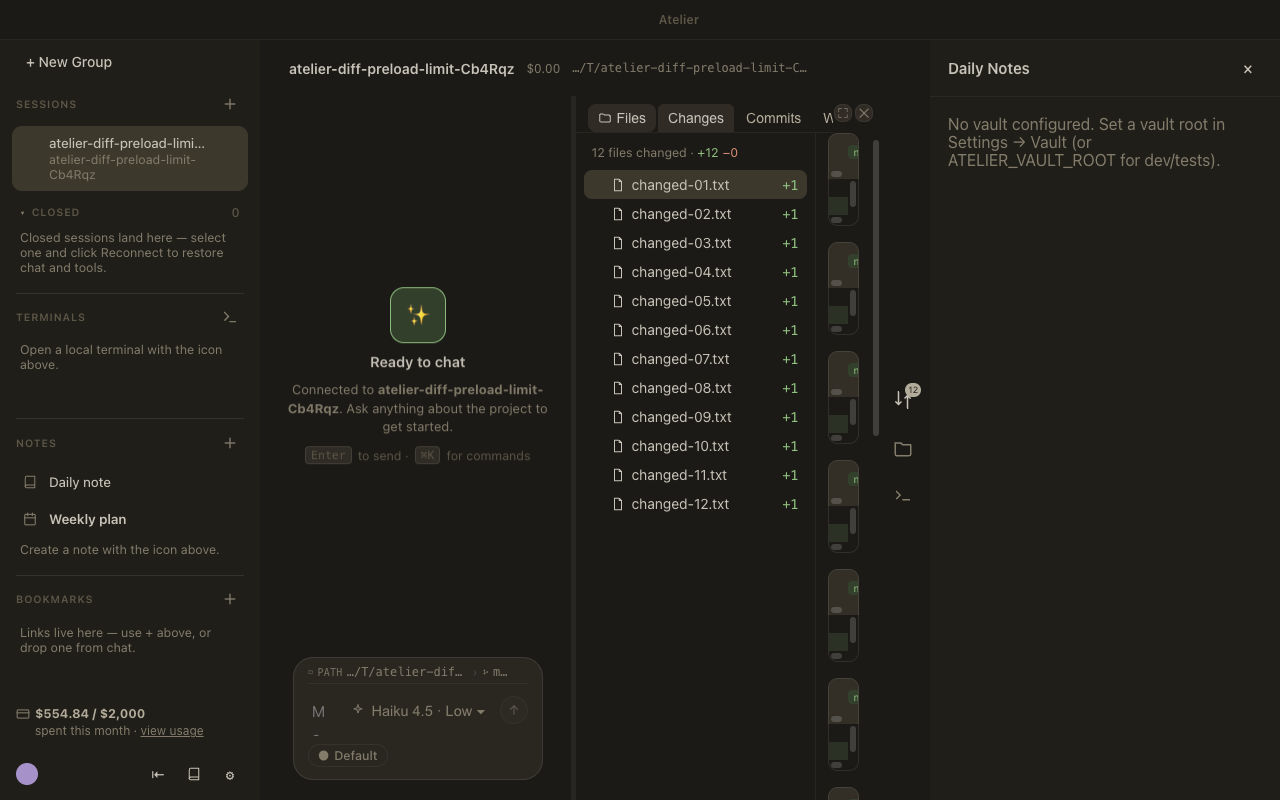 Atelier
+ New Group
SESSIONS
atelier-diff-preload-limi…
atelier-diff-preload-limit-
Cb4Rqz
CLOSED 0
Closed sessions land here — select
one and click Reconnect to restore
chat and tools.
TERMINALS
Open a local terminal with the icon
above.
NOTES
Daily note
Weekly plan
Create a note with the icon above.
BOOKMARKS
Links live here — use + above, or
drop one from chat.
$554.84 / $2,000
spent this month · view usage
atelier-diff-preload-limit-Cb4Rqz $0.00 …/T/atelier-diff-preload-limit-C…
Ready to chat
Connected to atelier-diff-preload-limit-
Cb4Rqz. Ask anything about the project to
get started.
Enter to send · ⌘K for commands
PATH …/T/atelier-dif… › m…
M
Haiku 4.5 · Low
Default
Files Changes Commits W
12 files changed · +12 −0
changed-01.txt +1
changed-02.txt +1
changed-03.txt +1
changed-04.txt +1
changed-05.txt +1
changed-06.txt +1
changed-07.txt +1
changed-08.txt +1
changed-09.txt +1
changed-10.txt +1
changed-11.txt +1
changed-12.txt +1
12
Daily Notes
No vault configured. Set a vault root in
Settings → Vault (or
ATELIER_VAULT_ROOT for dev/tests).